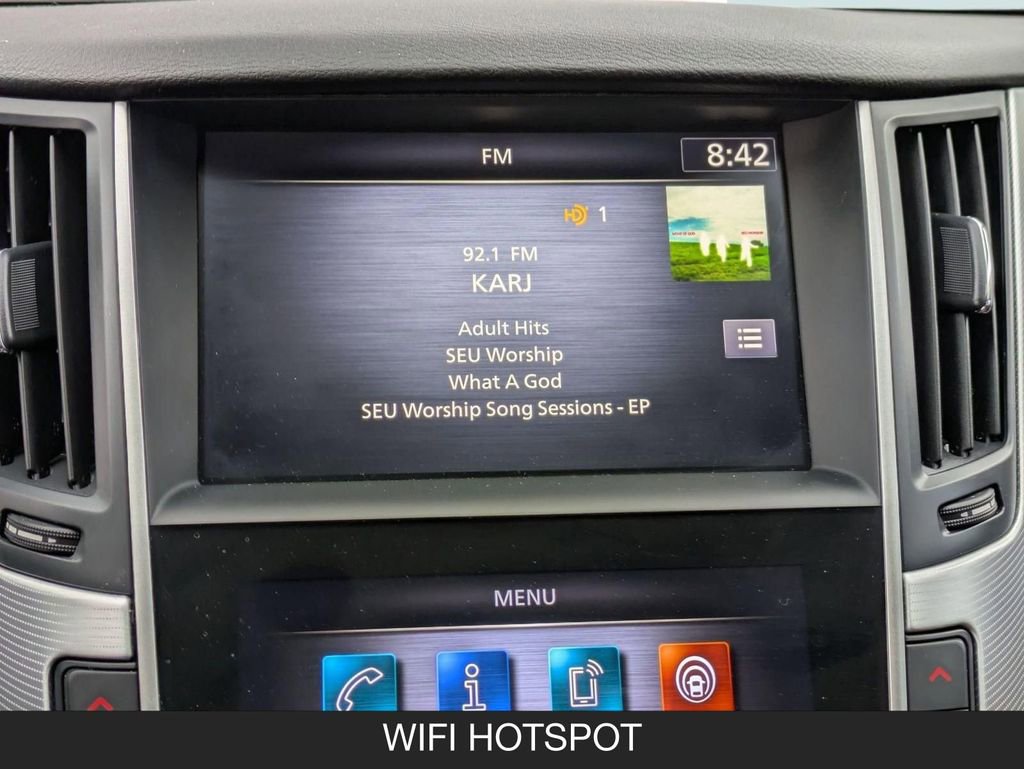 FM
8:42
HD 1
92.1 FM
KARJ
Adult Hits
SEU Worship
What A God
SEU Worship Song Sessions - EP
MENU
WIFI HOTSPOT